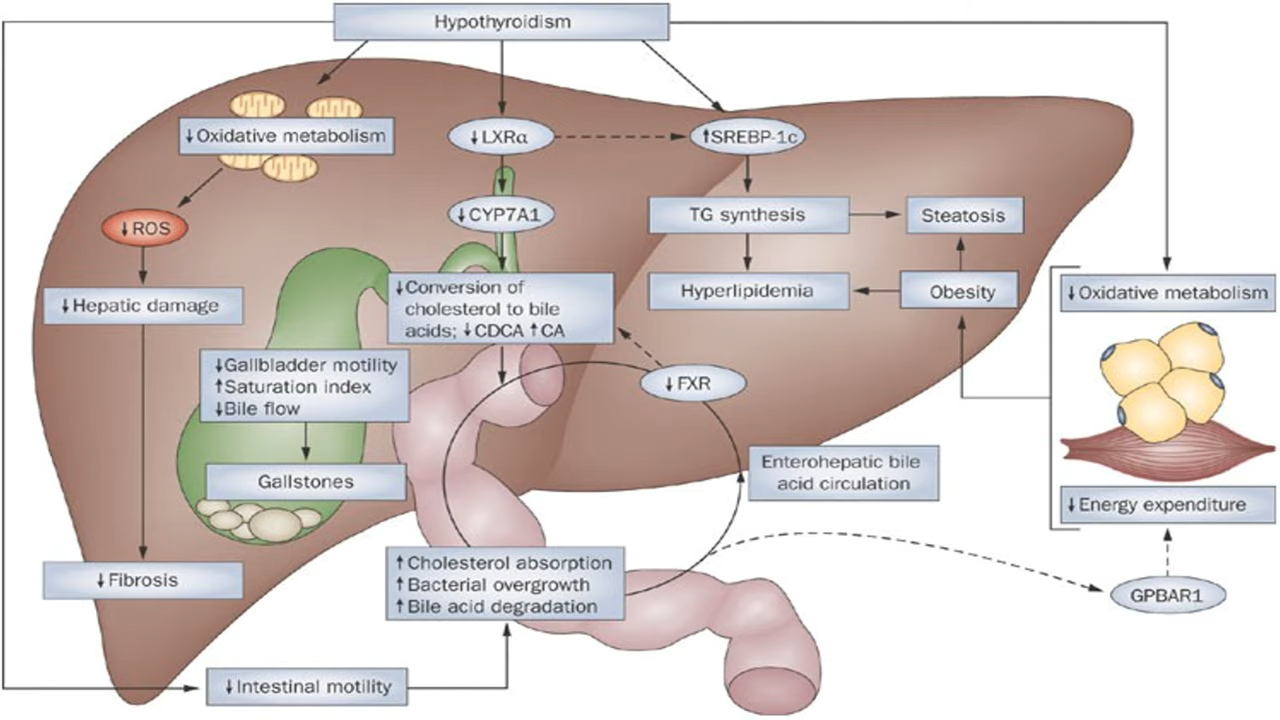 Hypothyroidism
↓Oxidative metabolism
↓LXRα
↑SREBP-1c
↓ROS
↓CYP7A1
TG synthesis
Steatosis
↓Hepatic damage
↓Conversion of
cholesterol to bile
acids; ↓CDCA ↑CA
Hyperlipidemia
Obesity
↓Oxidative metabolism
↓Gallbladder motility
↑Saturation index
↓Bile flow
↓FXR
Gallstones
Enterohepatic bile
acid circulation
↓Energy expenditure
↓Fibrosis
↑Cholesterol absorption
↑Bacterial overgrowth
↑Bile acid degradation
GPBAR1
↓Intestinal motility